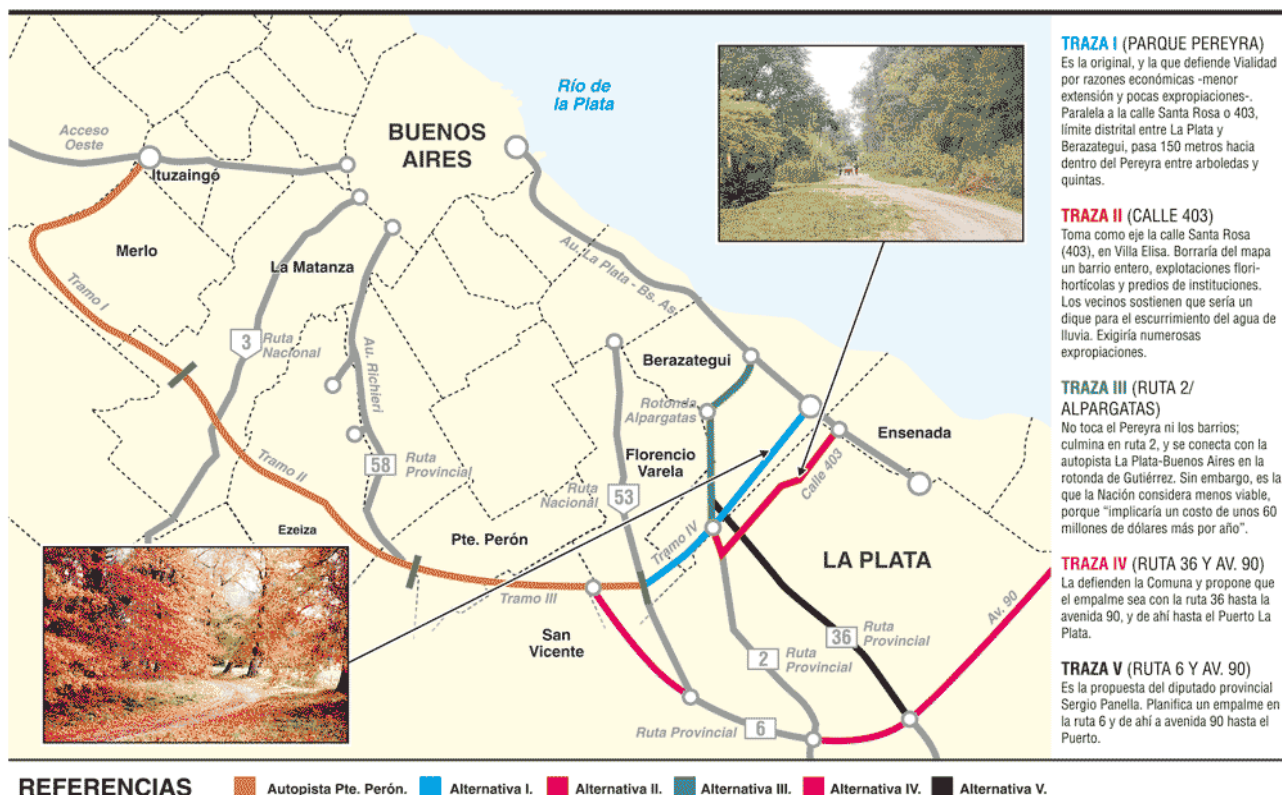 Río de
la Plata
BUENOS
AIRES
Acceso
Oeste
Ituzaingó
Merlo
La Matanza
Tramo I
3
Ruta
Nacional
Au. Richieri
Au. La Plata - Bs. As.
Berazategui
Rotonda
Alpargatas
Ensenada
Florencio
Varela
Calle 403
58
Ruta
Provincial
Tramo II
Ezeiza
Ruta
Nacional
53
Pte. Perón
Tramo IV
Tramo III
LA PLATA
San
Vicente
Av. 90
36
Ruta
Provincial
2
Ruta
Provincial
Ruta Provincial
6
TRAZA I (PARQUE PEREYRA)
Es la original, y la que defiende Vialidad
por razones económicas -menor
extensión y pocas expropiaciones-.
Paralela a la calle Santa Rosa o 403,
límite distrital entre La Plata y
Berazategui, pasa 150 metros hacia
dentro del Pereyra entre arboledas y
quintas.
TRAZA II (CALLE 403)
Toma como eje la calle Santa Rosa
(403), en Villa Elisa. Borraría del mapa
un barrio entero, explotaciones flori-
hortícolas y predios de instituciones.
Los vecinos sostienen que sería un
dique para el escurrimiento del agua de
lluvia. Exigiría numerosas
expropiaciones.
TRAZA III (RUTA 2/
ALPARGATAS)
No toca el Pereyra ni los barrios;
culmina en ruta 2, y se conecta con la
autopista La Plata-Buenos Aires en la
rotonda de Gutiérrez. Sin embargo, es la
que la Nación considera menos viable,
porque “implicaría un costo de unos 60
millones de dólares más por año”.
TRAZA IV (RUTA 36 Y AV. 90)
La defienden la Comuna y propone que
el empalme sea con la ruta 36 hasta la
avenida 90, y de ahí hasta el Puerto La
Plata.
TRAZA V (RUTA 6 Y AV. 90)
Es la propuesta del diputado provincial
Sergio Panella. Planifica un empalme en
la ruta 6 y de ahí a avenida 90 hasta el
Puerto.
REFERENCIAS
Autopista Pte. Perón.
Alternativa I.
Alternativa II.
Alternativa III.
Alternativa IV.
Alternativa V.